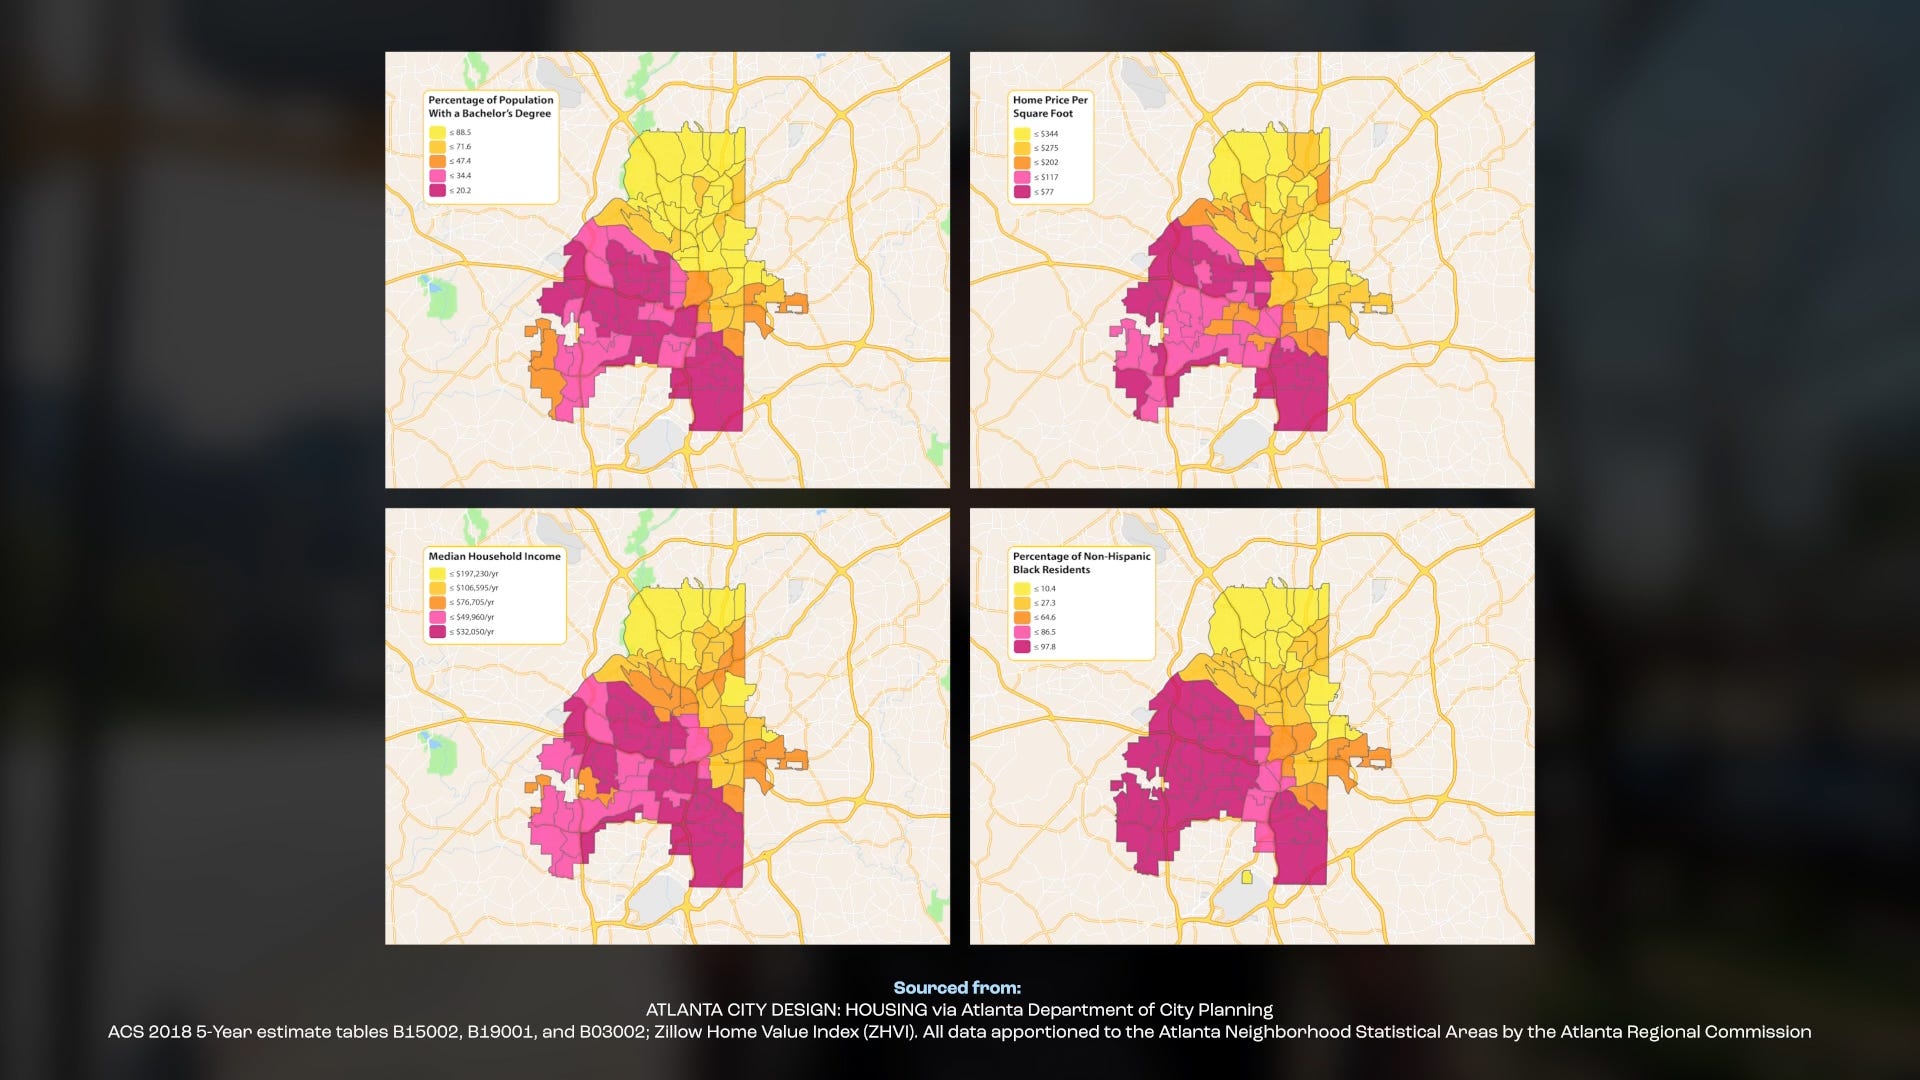 Percentage of Population
With a Bachelor's Degree
≤ 88.5
≤ 71.6
≤ 47.4
≤ 34.4
≤ 20.2
Home Price Per
Square Foot
≤ $344
≤ $275
≤ $202
≤ $117
≤ $77
Median Household Income
≤ $197,230/yr
≤ $106,595/yr
≤ $76,705/yr
≤ $49,960/yr
≤ $32,050/yr
Percentage of Non-Hispanic
Black Residents
≤ 10.4
≤ 27.3
≤ 64.6
≤ 86.5
≤ 97.8
Sourced from:
ATLANTA CITY DESIGN: HOUSING via Atlanta Department of City Planning
ACS 2018 5-Year estimate tables B15002, B19001, and B03002; Zillow Home Value Index (ZHVI). All data apportioned to the Atlanta Neighborhood Statistical Areas by the Atlanta Regional Commission